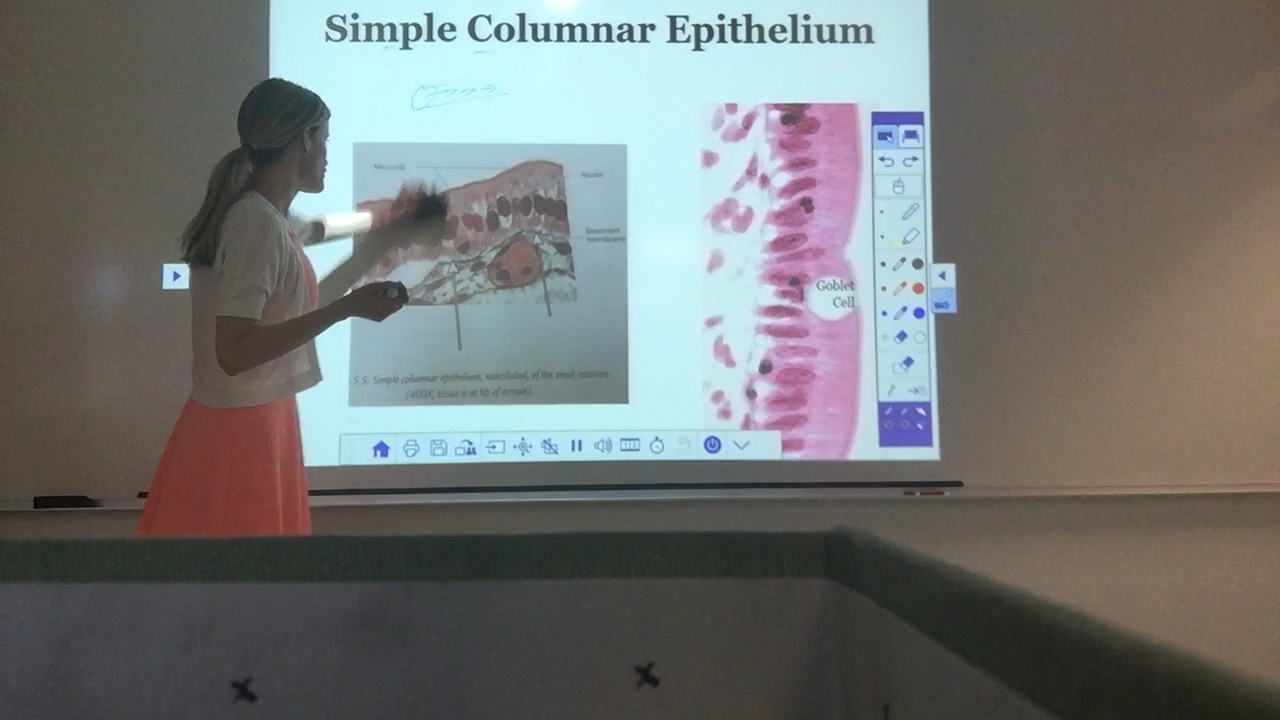 Simple Columnar Epithelium
Microvilli
Nuclei
Basement
membrane
Goblet
Cell
5.5: Simple columnar epithelium, nonciliated, of the small intestine
(400X; tissue is at tip of arrows).